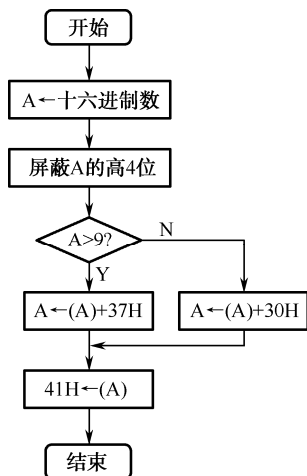 开始
A←十六进制数
屏蔽A的高4位
A>9?
N
Y
A←(A)+37H
A←(A)+30H
41H←(A)
结束